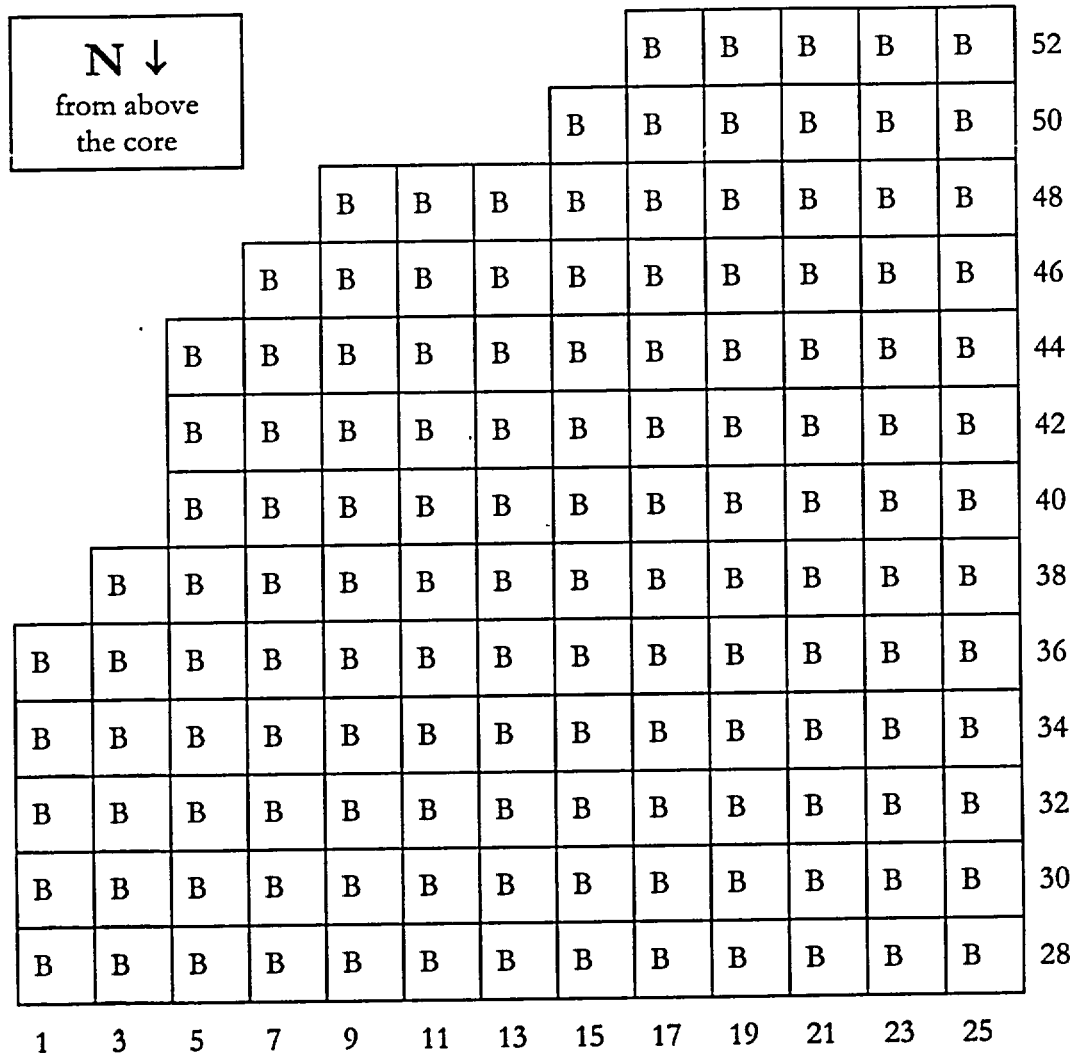 N ↓
from above
the core
B B B B B 52
B B B B B B 50
B B B B B B B B B 48
B B B B B B B B B B 46
B B B B B B B B B B B 44
B B B B B B B B B B B 42
B B B B B B B B B B B 40
B B B B B B B B B B B B 38
B B B B B B B B B B B B B 36
B B B B B B B B B B B B B 34
B B B B B B B B B B B B B 32
B B B B B B B B B B B B B 30
B B B B B B B B B B B B B 28
1 3 5 7 9 11 13 15 17 19 21 23 25